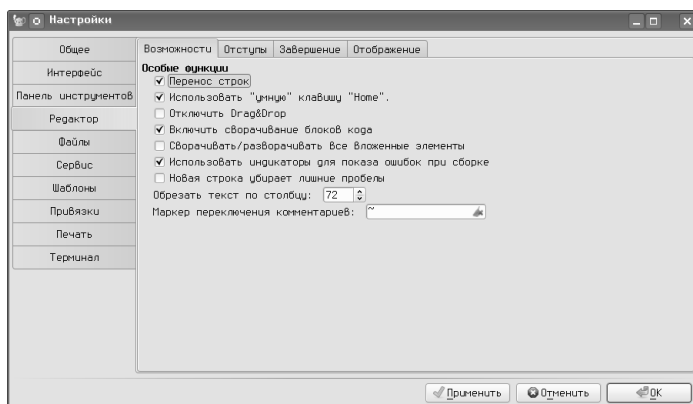 Настройки
Общее
Интерфейс
Панель инструментов
Редактор
Файлы
Сервис
Шаблоны
Привязки
Печать
Терминал
Возможности Отступы Завершение Отображение
Особые функции
Перенос строк
Использовать "умную" клавишу "Home".
Отключить Drag&Drop
Включить сворачивание блоков кода
Сворачивать/разворачивать все вложенные элементы
Использовать индикаторы для показа ошибок при сборке
Новая строка убирает лишние пробелы
Обрезать текст по столбцу: 72
Маркер переключения комментариев: ~
Применить Отменить OK